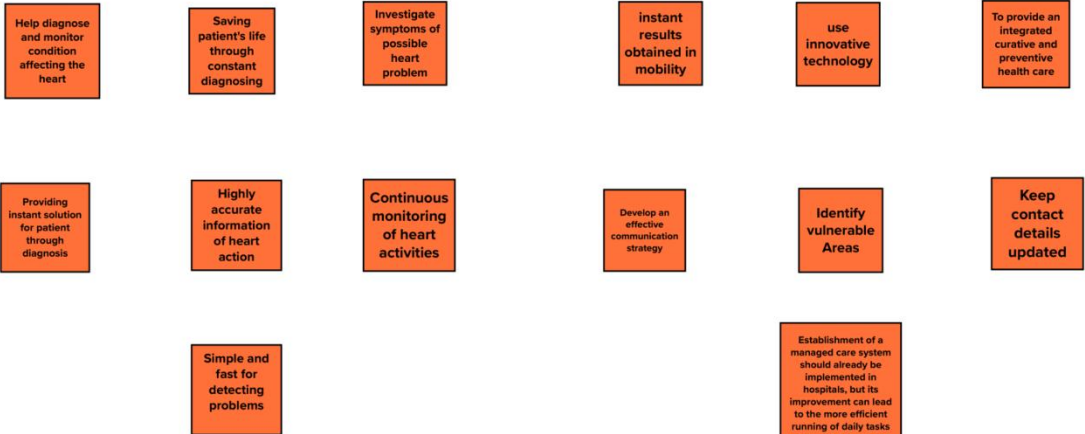 Help diagnose
and monitor
condition
affecting the
heart
Saving
patient's life
through
constant
diagnosing
Investigate
symptoms of
possible
heart
problem
instant
results
obtained in
mobility
use
innovative
technology
To provide an
integrated
curative and
preventive
health care
Providing
instant solution
for patient
through
diagnosis
Highly
accurate
information
of heart
action
Continuous
monitoring
of heart
activities
Develop an
effective
communication
strategy
Identify
vulnerable
Areas
Keep
contact
details
updated
Simple and
fast for
detecting
problems
Establishment of a
managed care system
should already be
implemented in
hospitals, but its
improvement can lead
to the more efficient
running of daily tasks